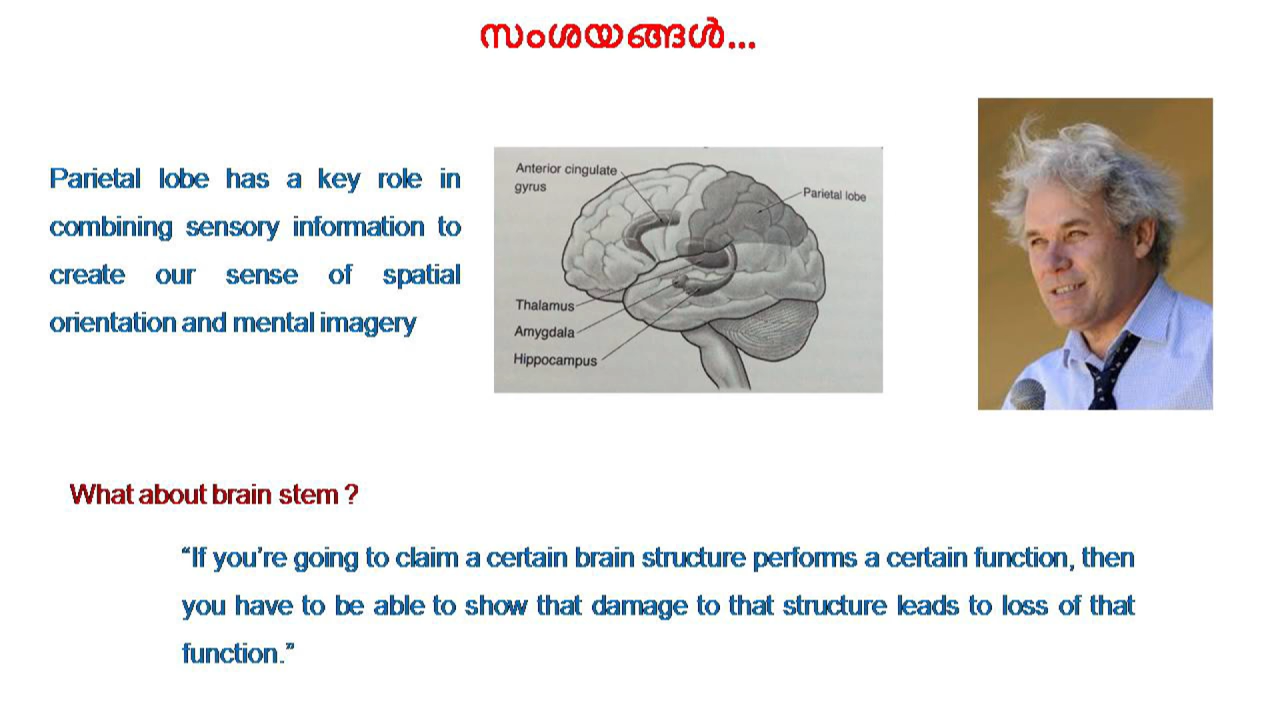 സംശയങ്ങൾ...
Parietal lobe has a key role in
combining sensory information to
create our sense of spatial
orientation and mental imagery
Anterior cingulate
gyrus
Parietal lobe
Thalamus
Amygdala
Hippocampus
What about brain stem ?
“If you’re going to claim a certain brain structure performs a certain function, then
you have to be able to show that damage to that structure leads to loss of that
function.”